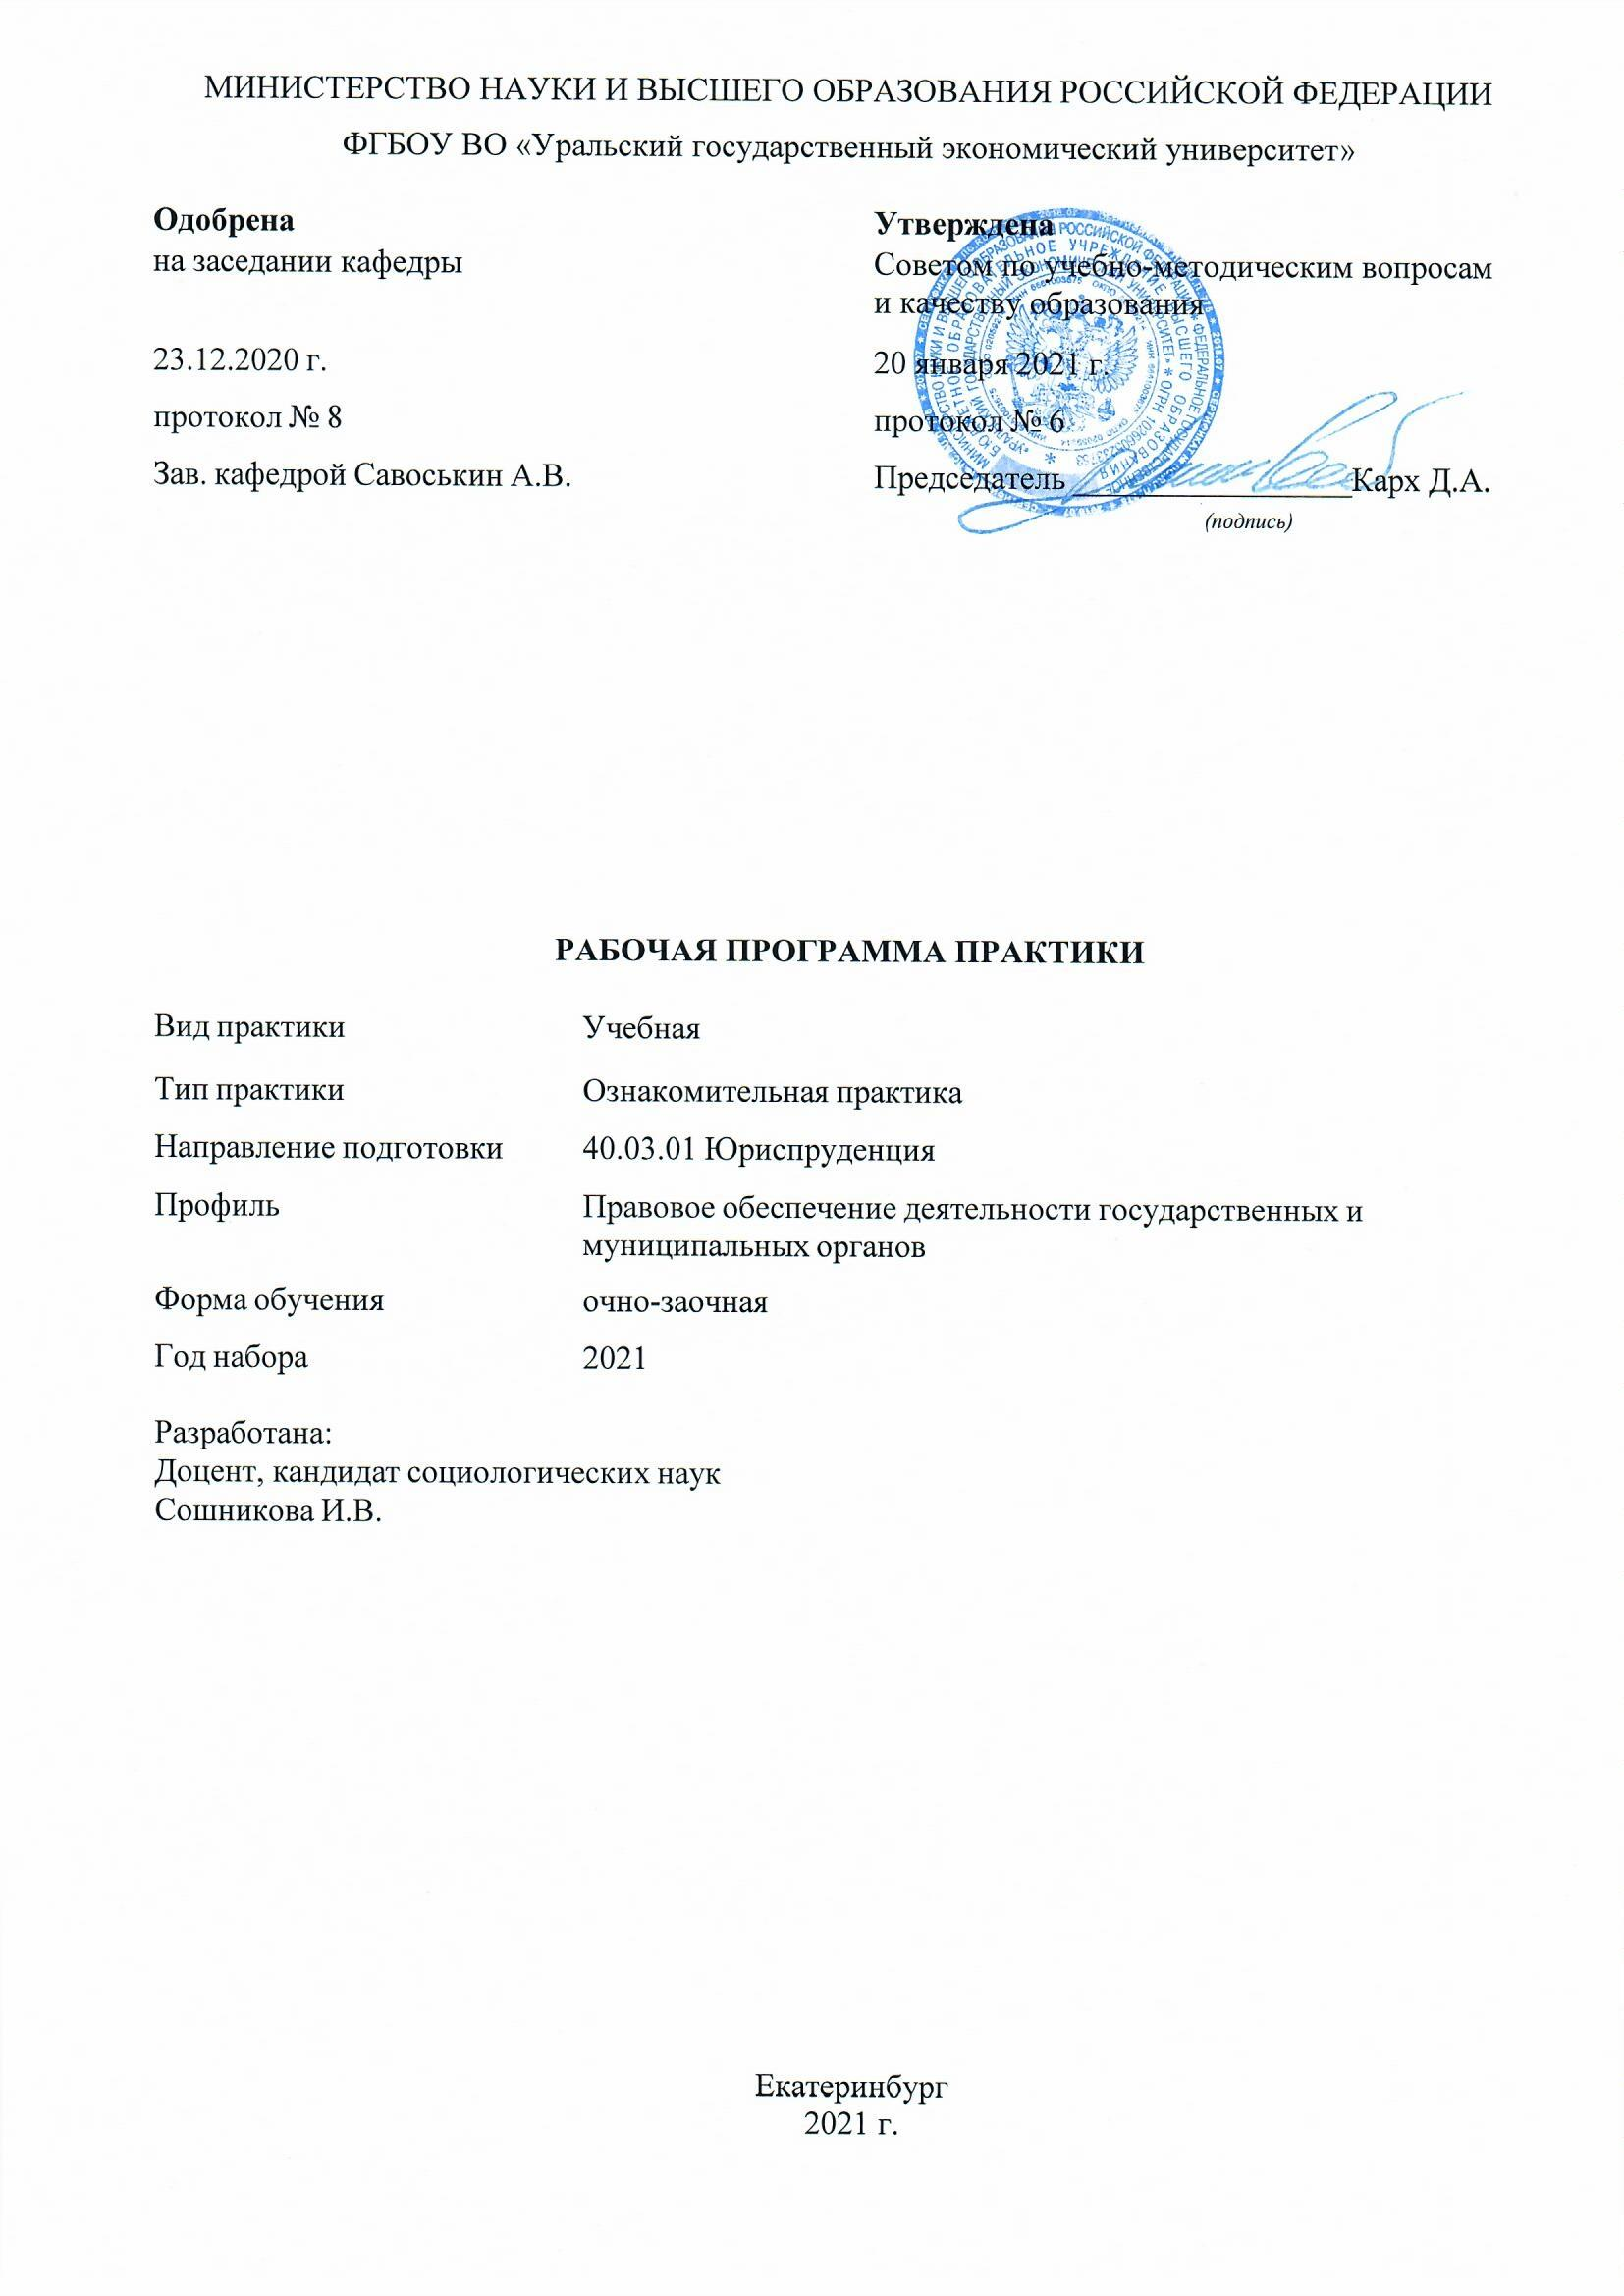 МИНИСТЕРСТВО НАУКИ И ВЫСШЕГО ОБРАЗОВАНИЯ РОССИЙСКОЙ ФЕДЕРАЦИИ
ФГБОУ ВО «Уральский государственный экономический университет»
Одобрена
на заседании кафедры
23.12.2020 г.
протокол № 8
Зав. кафедрой Савоськин А.В.
Утверждена
Советом по учебно-методическим вопросам
и качеству образования
20 января 2021 г.
протокол № 6
Председатель Карх Д.А.
(подпись)
РАБОЧАЯ ПРОГРАММА ПРАКТИКИ
Вид практики Учебная
Тип практики Ознакомительная практика
Направление подготовки 40.03.01 Юриспруденция
Профиль Правовое обеспечение деятельности государственных и
муниципальных органов
Форма обучения очно-заочная
Год набора 2021
Разработана:
Доцент, кандидат социологических наук
Сошникова И.В.
Екатеринбург
2021 г.